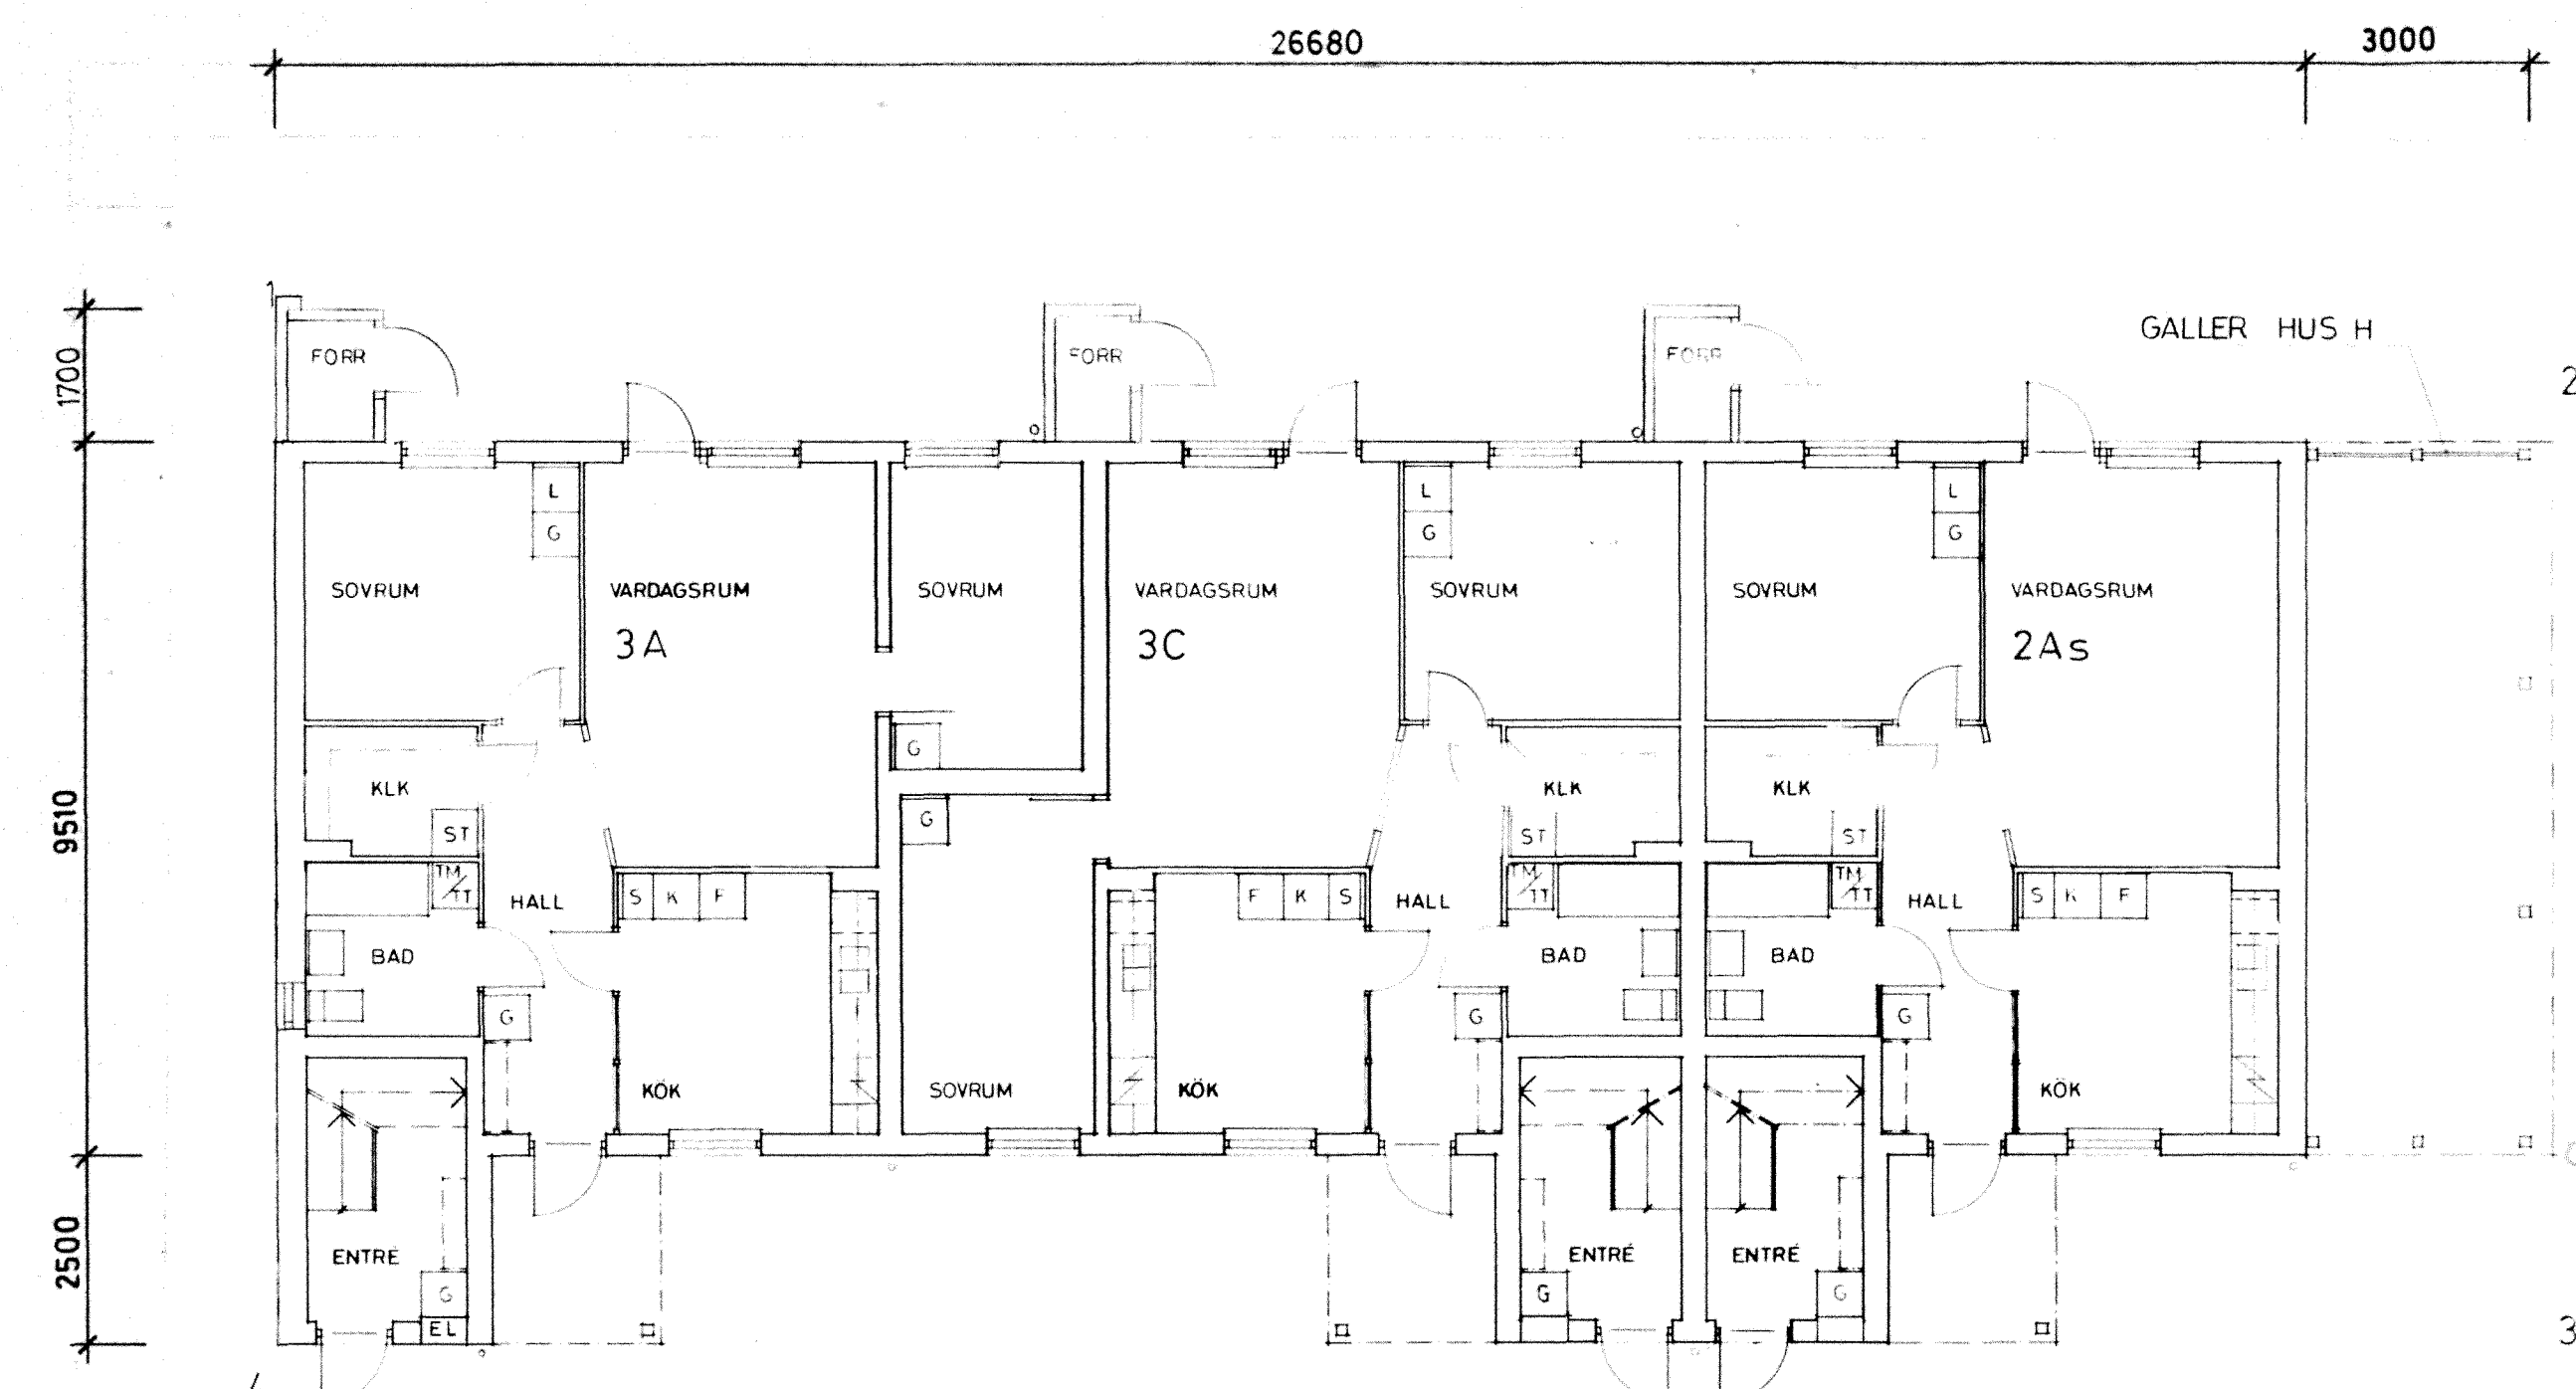 26680
3000
GALLER HUS H
1700
FORR
FORR
FORR
2
L
L
L
G
G
G
SOVRUM
VARDAGSRUM
SOVRUM
VARDAGSRUM
SOVRUM
SOVRUM
VARDAGSRUM
3A
3C
2As
G
KLK
KLK
KLK
9510
ST
G
ST
ST
TM/TT
TM/TT
TM/TT
HALL
S K F
F K S
HALL
HALL
S K F
BAD
BAD
BAD
G
G
G
KÖK
SOVRUM
KÖK
KÖK
2500
ENTRÉ
ENTRÉ
ENTRÉ
G
G
G
EL
3